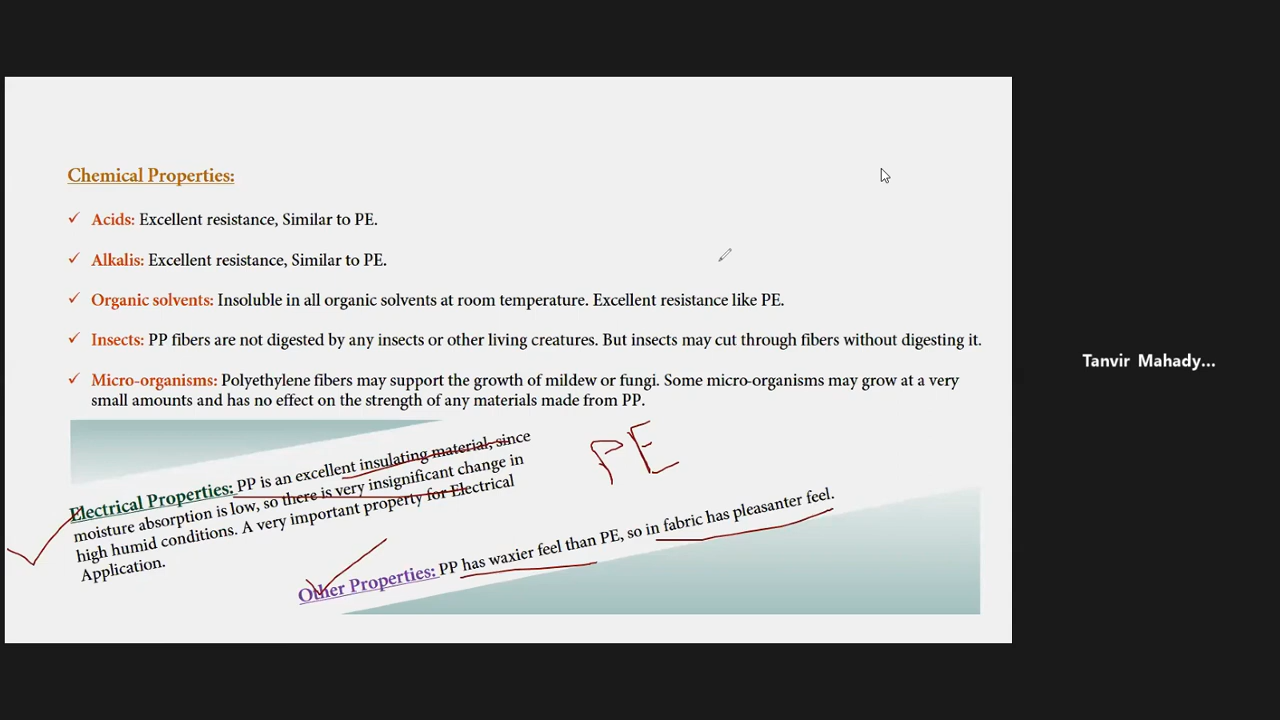 Chemical Properties:
✓ Acids: Excellent resistance, Similar to PE.
✓ Alkalis: Excellent resistance, Similar to PE.
✓ Organic solvents: Insoluble in all organic solvents at room temperature. Excellent resistance like PE.
✓ Insects: PP fibers are not digested by any insects or other living creatures. But insects may cut through fibers without digesting it.
✓ Micro-organisms: Polyethylene fibers may support the growth of mildew or fungi. Some micro-organisms may grow at a very
small amounts and has no effect on the strength of any materials made from PP.
Electrical Properties: PP is an excellent insulating material, since
moisture absorption is low, so there is very insignificant change in
high humid conditions. A very important property for Electrical
Application.
PE
Other Properties: PP has waxier feel than PE, so in fabric has pleasanter feel.
Tanvir Mahady...